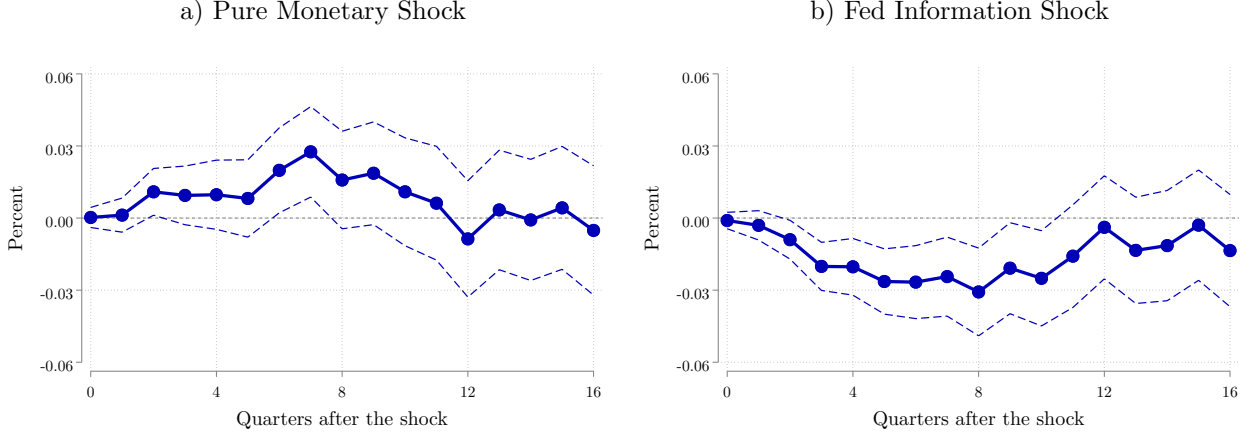 a) Pure Monetary Shock
Percent
0.06
0.03
0.00
-0.03
-0.06
0 4 8 12 16
Quarters after the shock
b) Fed Information Shock
Percent
0.06
0.03
0.00
-0.03
-0.06
0 4 8 12 16
Quarters after the shock